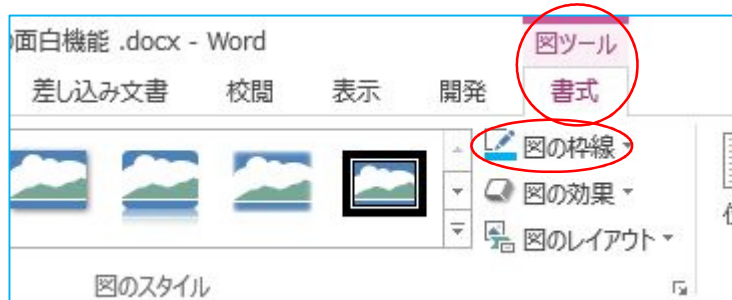 面白機能 .docx - Word
図ツール
差し込み文書 校閲 表示 開発 書式
図の枠線
図の効果
図のレイアウト
図のスタイル